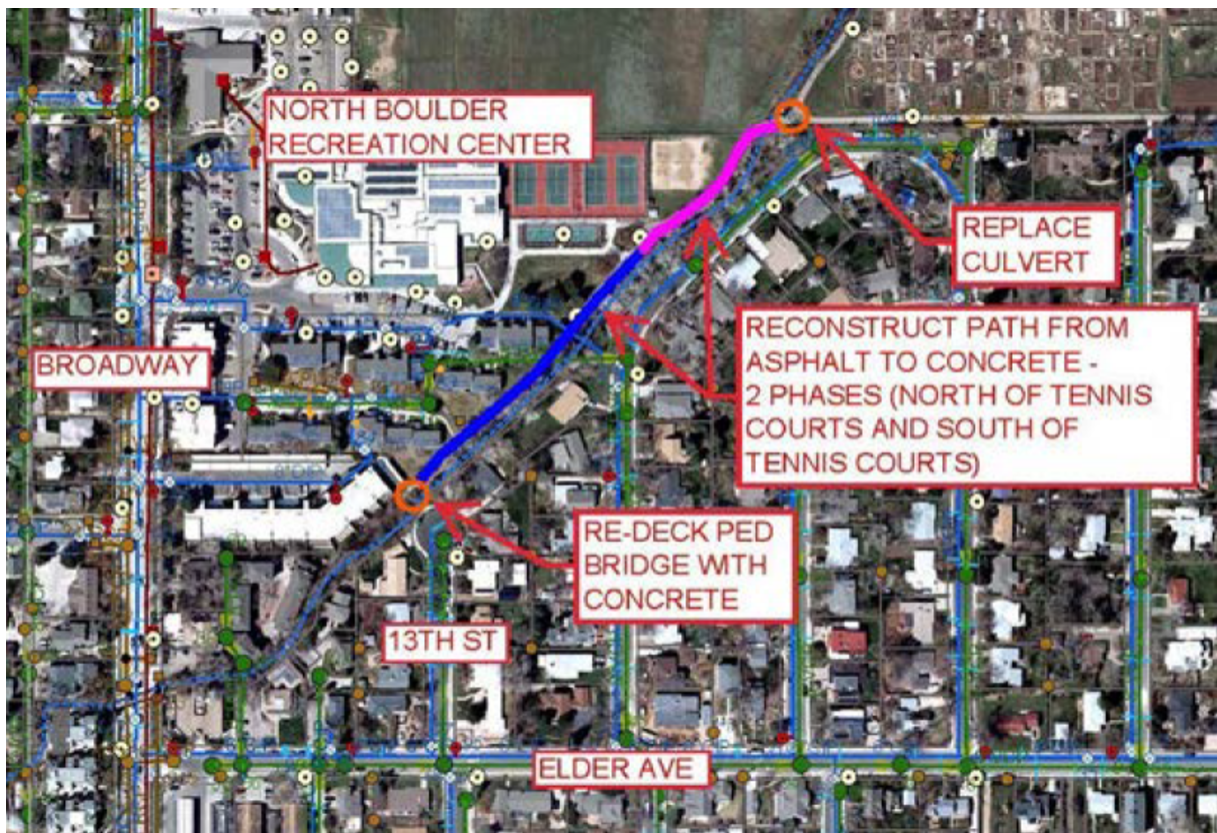 NORTH BOULDER
RECREATION CENTER
REPLACE
CULVERT
BROADWAY
RECONSTRUCT PATH FROM
ASPHALT TO CONCRETE -
2 PHASES (NORTH OF TENNIS
COURTS AND SOUTH OF
TENNIS COURTS)
RE-DECK PED
BRIDGE WITH
CONCRETE
13TH ST
ELDER AVE